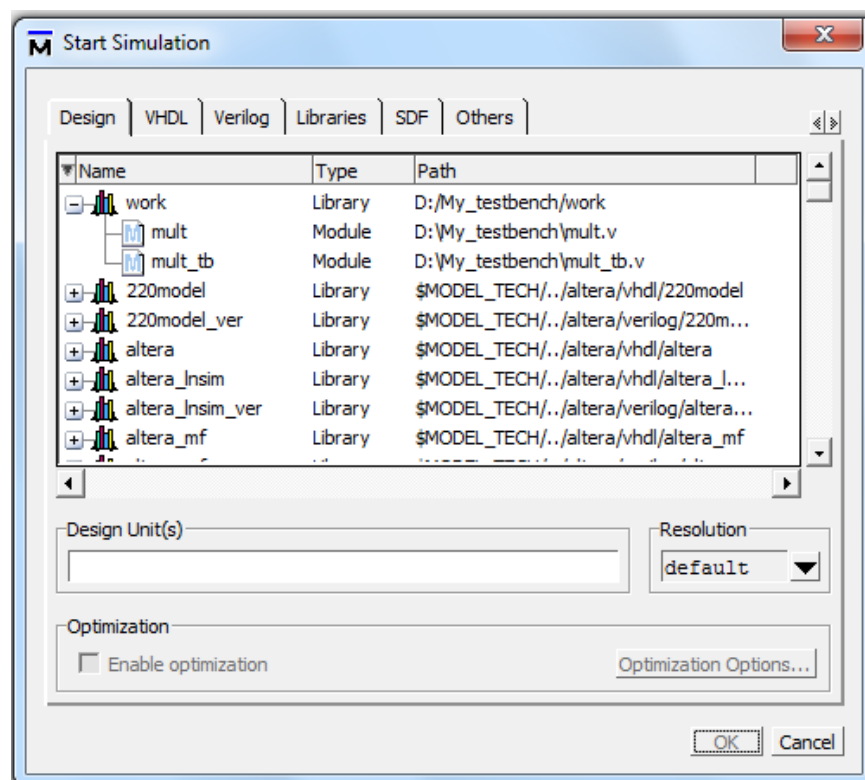 Start Simulation
Design VHDL Verilog Libraries SDF Others
Name Type Path
work Library D:/My_testbench/work
mult Module D:\My_testbench\mult.v
mult_tb Module D:\My_testbench\mult_tb.v
220model Library $MODEL_TECH/../altera/vhdl/220model
220model_ver Library $MODEL_TECH/../altera/verilog/220m...
altera Library $MODEL_TECH/../altera/vhdl/altera
altera_lnsim Library $MODEL_TECH/../altera/vhdl/altera_l...
altera_lnsim_ver Library $MODEL_TECH/../altera/verilog/altera...
altera_mf Library $MODEL_TECH/../altera/vhdl/altera_mf
Design Unit(s) Resolution
default
Optimization
Enable optimization Optimization Options...
OK Cancel